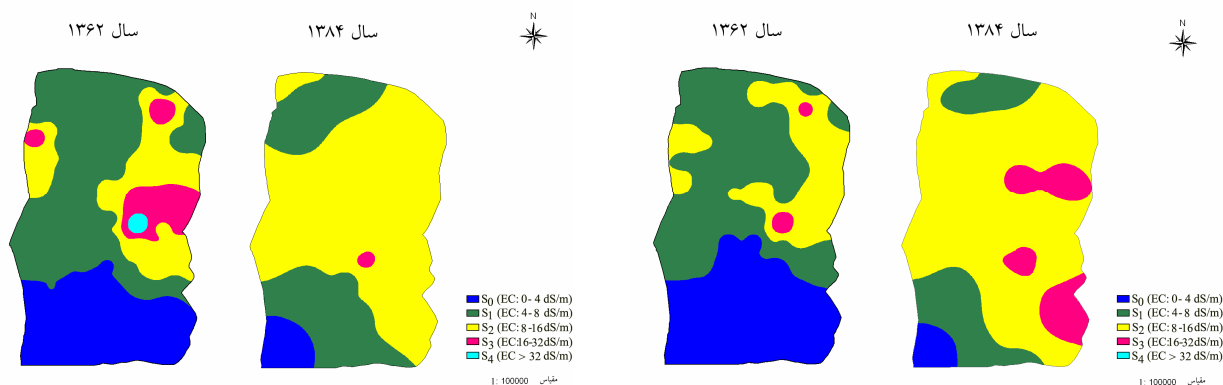 N
سال ۱۳۶۲
سال ۱۳۸۴
S0 (EC: 0- 4 dS/m)
S1 (EC: 4-8 dS/m)
S2 (EC: 8-16dS/m)
S3 (EC:16-32dS/m)
S4 (EC > 32 dS/m)
1: 100000 مقیاس
N
سال ۱۳۶۲
سال ۱۳۸۴
S0 (EC: 0- 4 dS/m)
S1 (EC: 4-8 dS/m)
S2 (EC: 8-16dS/m)
S3 (EC:16-32dS/m)
S4 (EC > 32 dS/m)
1: 100000 مقیاس